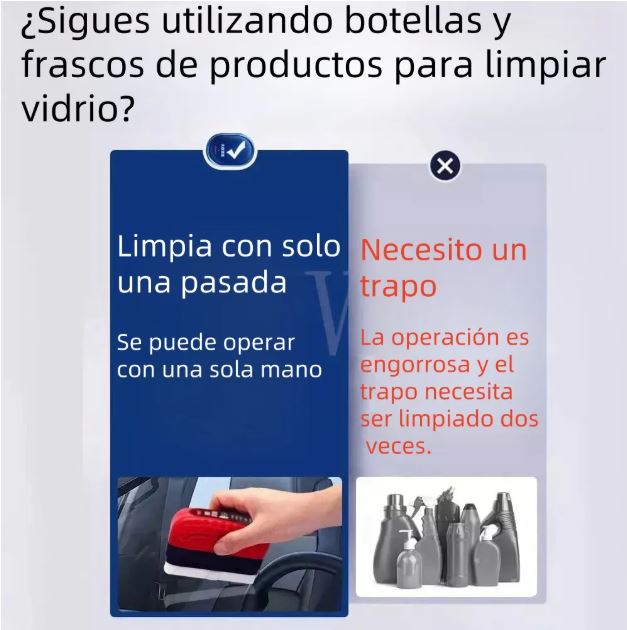 ¿Sigues utilizando botellas y
frascos de productos para limpiar
vidrio?
Limpia con solo
una pasada
Se puede operar
con una sola mano
Necesito un
trapo
La operación es
engorrosa y el
trapo necesita
ser limpiado dos
veces.